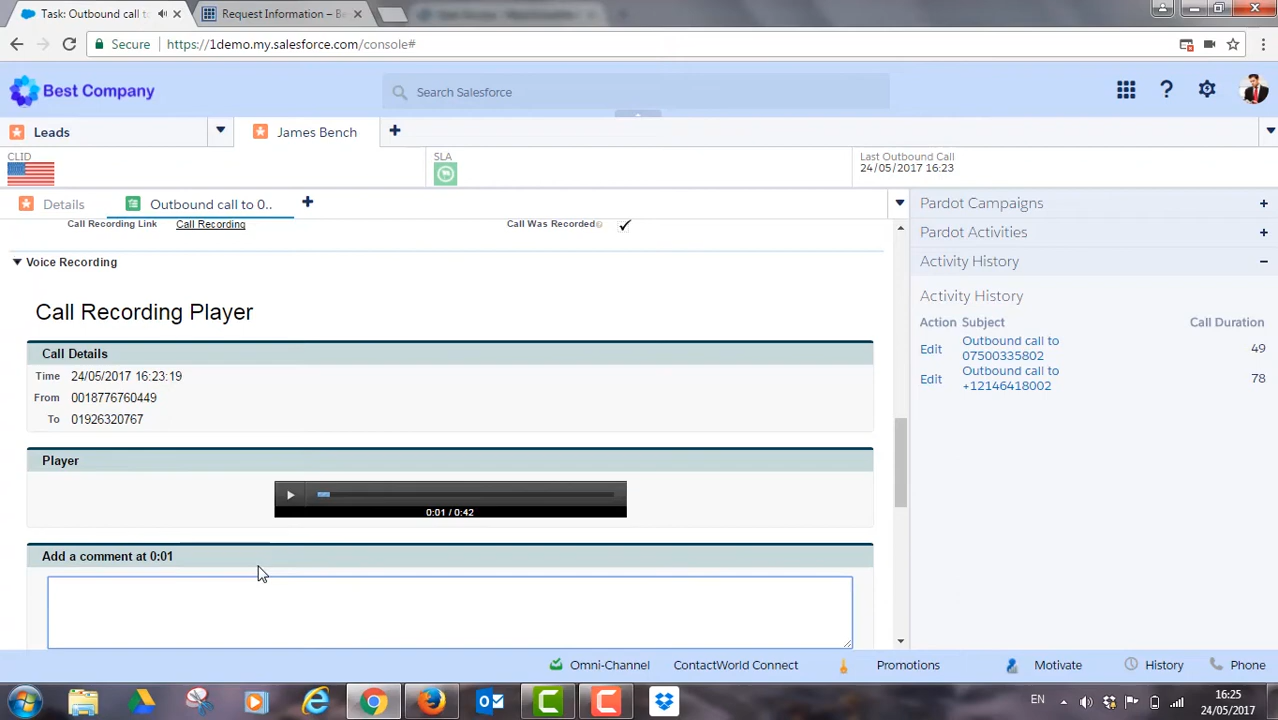 Task: Outbound call to
Request Information – Be
Secure
https://1demo.my.salesforce.com/console#
Best Company
Search Salesforce
Leads
James Bench
CLID
SLA
Last Outbound Call
24/05/2017 16:23
Details
Outbound call to 0..
Call Recording Link
Call Recording
Call Was Recorded
Voice Recording
Call Recording Player
Call Details
Time 24/05/2017 16:23:19
From 0018776760449
To 01926320767
Player
0:01 / 0:42
Add a comment at 0:01
Pardot Campaigns
Pardot Activities
Activity History
Activity History
Action Subject Call Duration
Edit Outbound call to 07500335802 49
Edit Outbound call to +12146418002 78
Omni-Channel
ContactWorld Connect
Promotions
Motivate
History
Phone
EN
16:25
24/05/2017